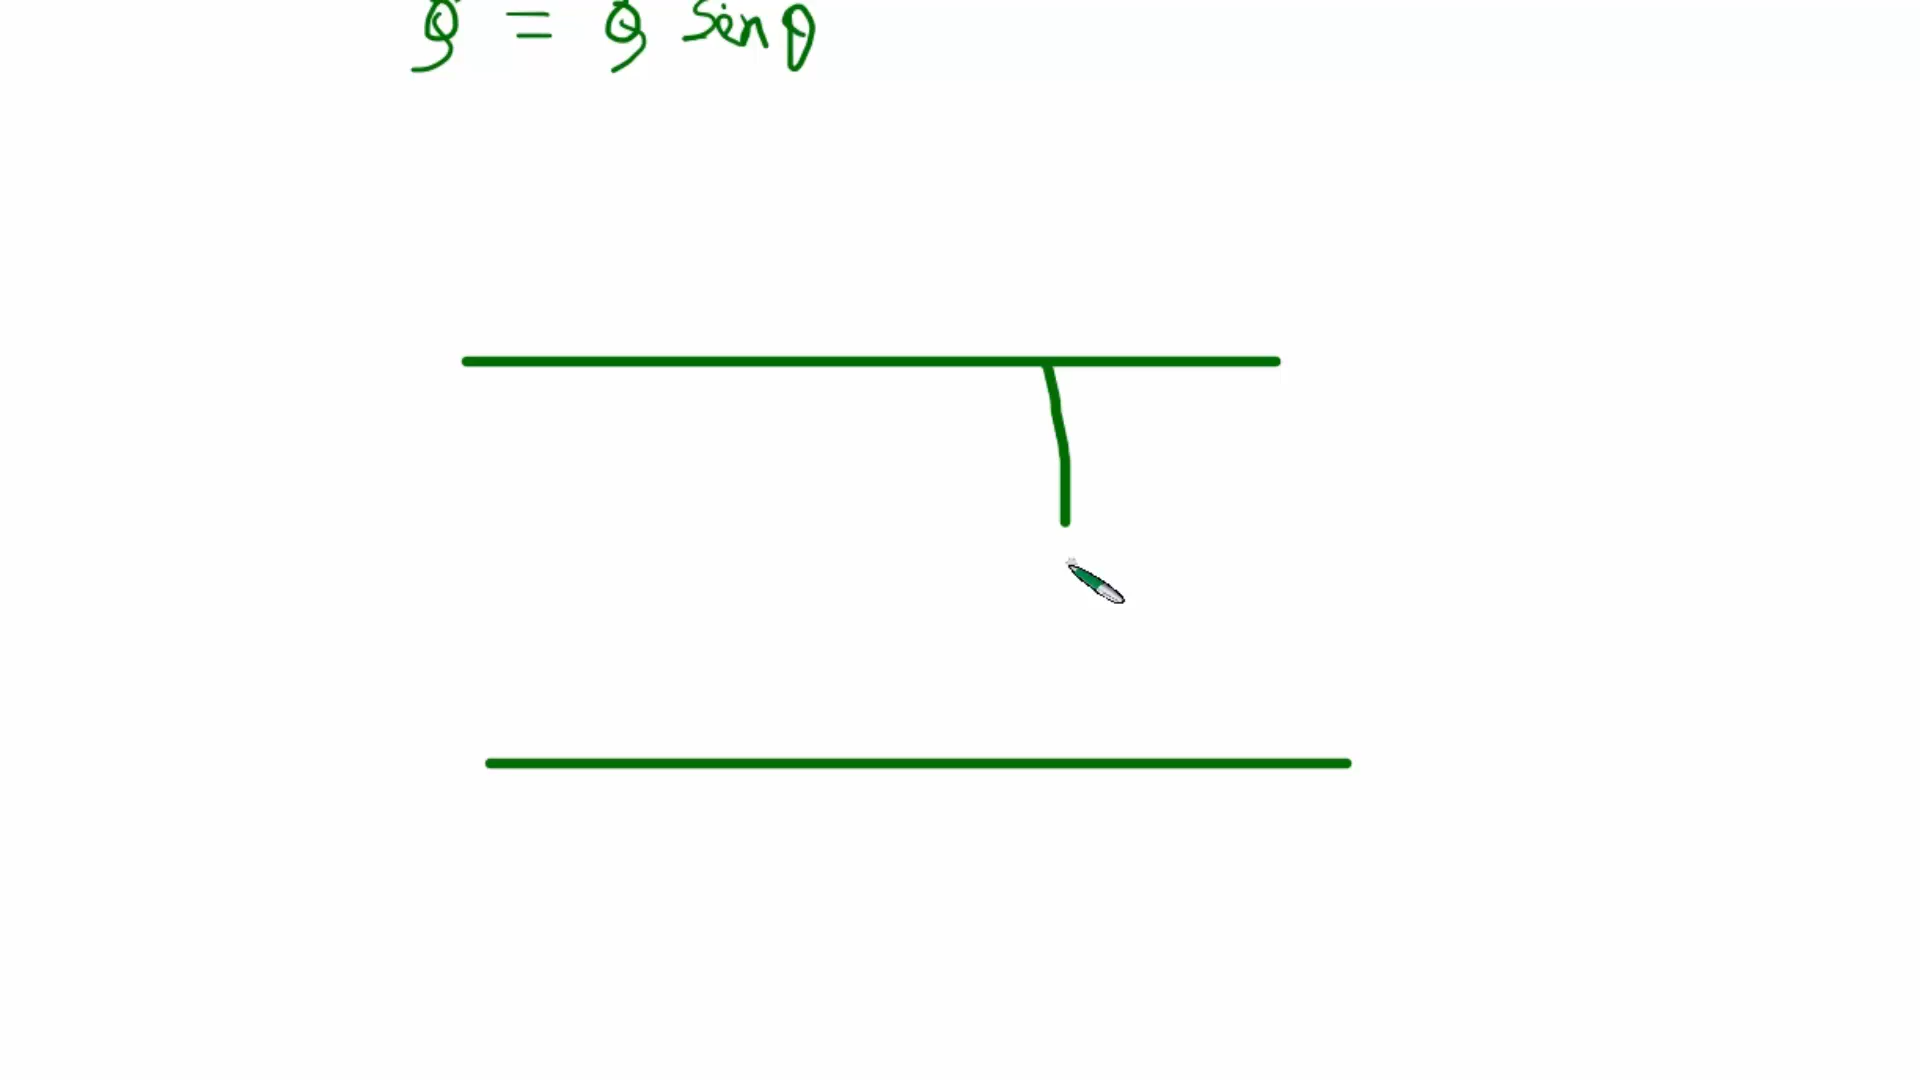 g = g sin θ